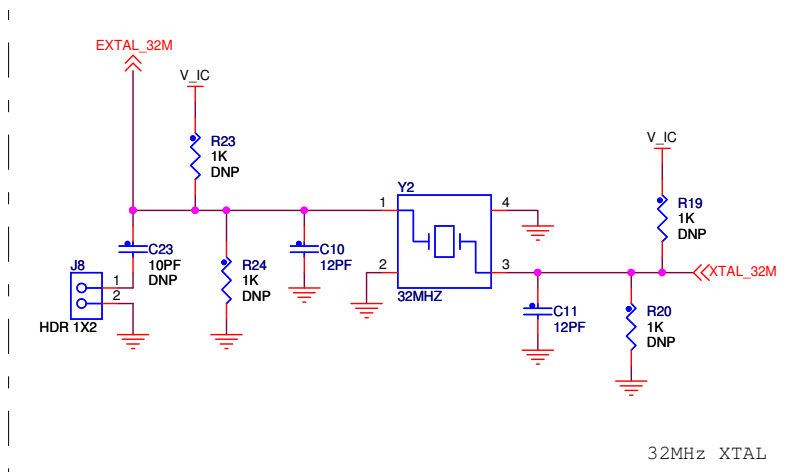 EXTAL_32M
V_IC
R23
1K
DNP
V_IC
1
Y2
4
R19
1K
DNP
C23
10PF
DNP
R24
1K
DNP
C10
12PF
2
3
XTAL_32M
J8
1
2
HDR 1X2
32MHZ
C11
12PF
R20
1K
DNP
32MHz XTAL